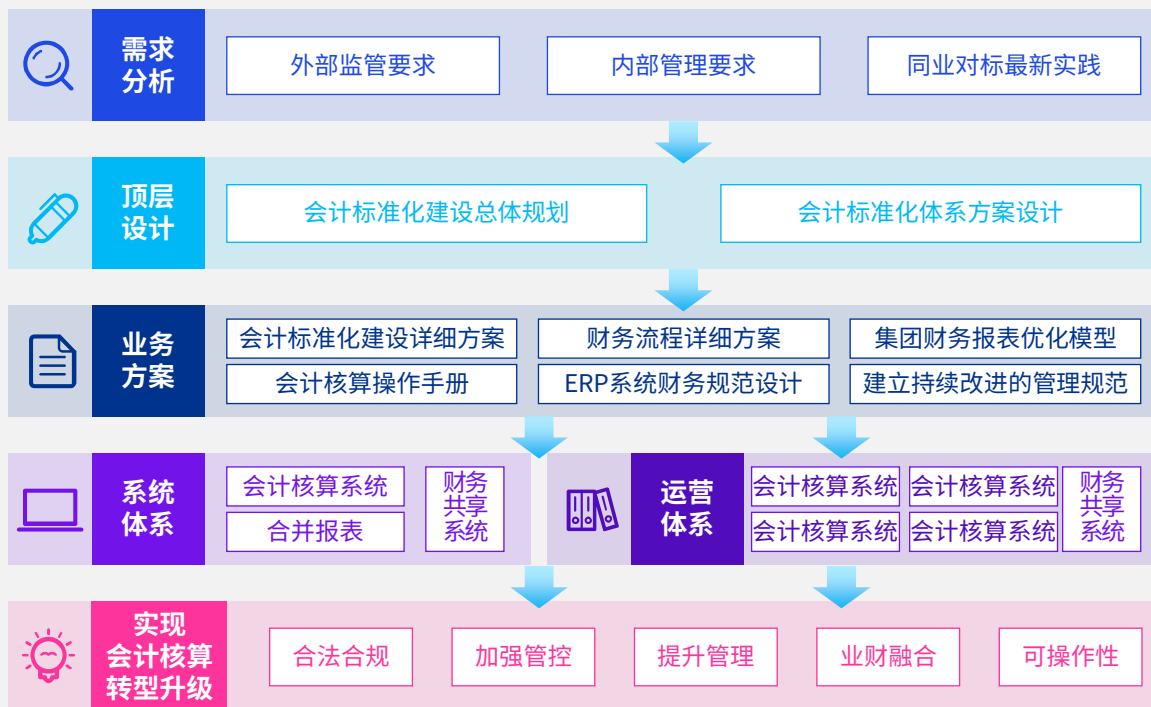 需求
分析
外部监管要求
内部管理要求
同业对标最新实践
顶层
设计
会计标准化建设总体规划
会计标准化体系方案设计
业务
方案
会计标准化建设详细方案
财务流程详细方案
集团财务报表优化模型
会计核算操作手册
ERP系统财务规范设计
建立持续改进的管理规范
系统
体系
会计核算系统
合并报表
财务
共享
系统
运营
体系
会计核算系统
会计核算系统
会计核算系统
会计核算系统
财务
共享
系统
实现
会计核算
转型升级
合法合规
加强管控
提升管理
业财融合
可操作性